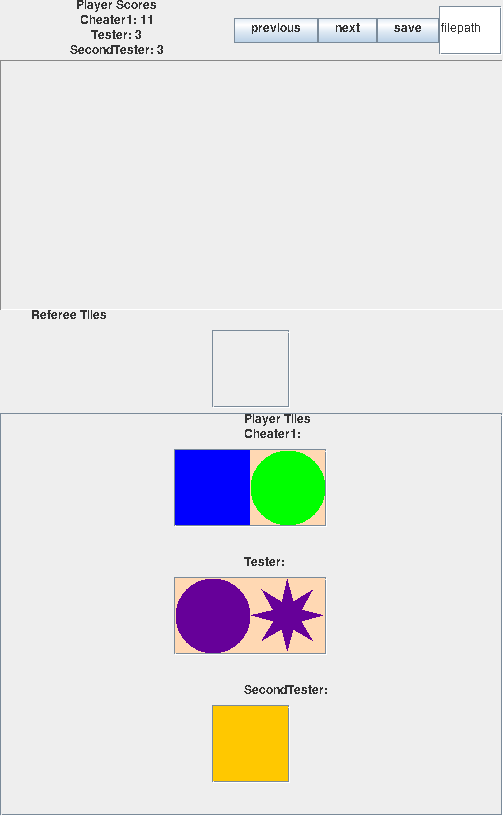 Player Scores
Cheater1: 11
Tester: 3
SecondTester: 3
previous next save filepath
Referee Tiles
Player Tiles
Cheater1:
Tester:
SecondTester: